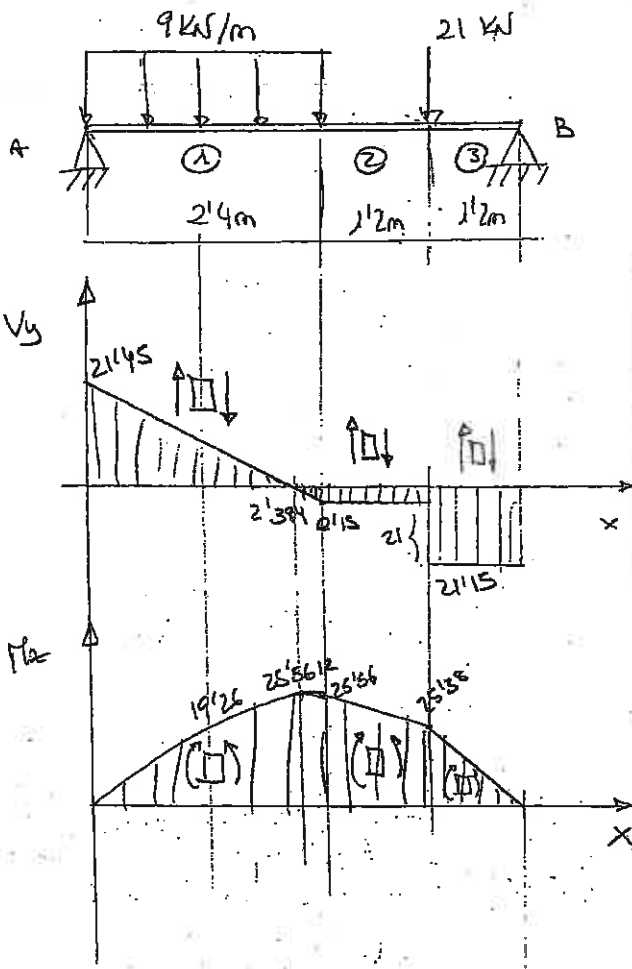 9 KN/m 21 KN
A B
① ② ③
2'4m 1'2m 1'2m
Vy
21'45
2'384 0'15 x
21
21'15
Mz
19'26 25'5612 25'56 25'38
x